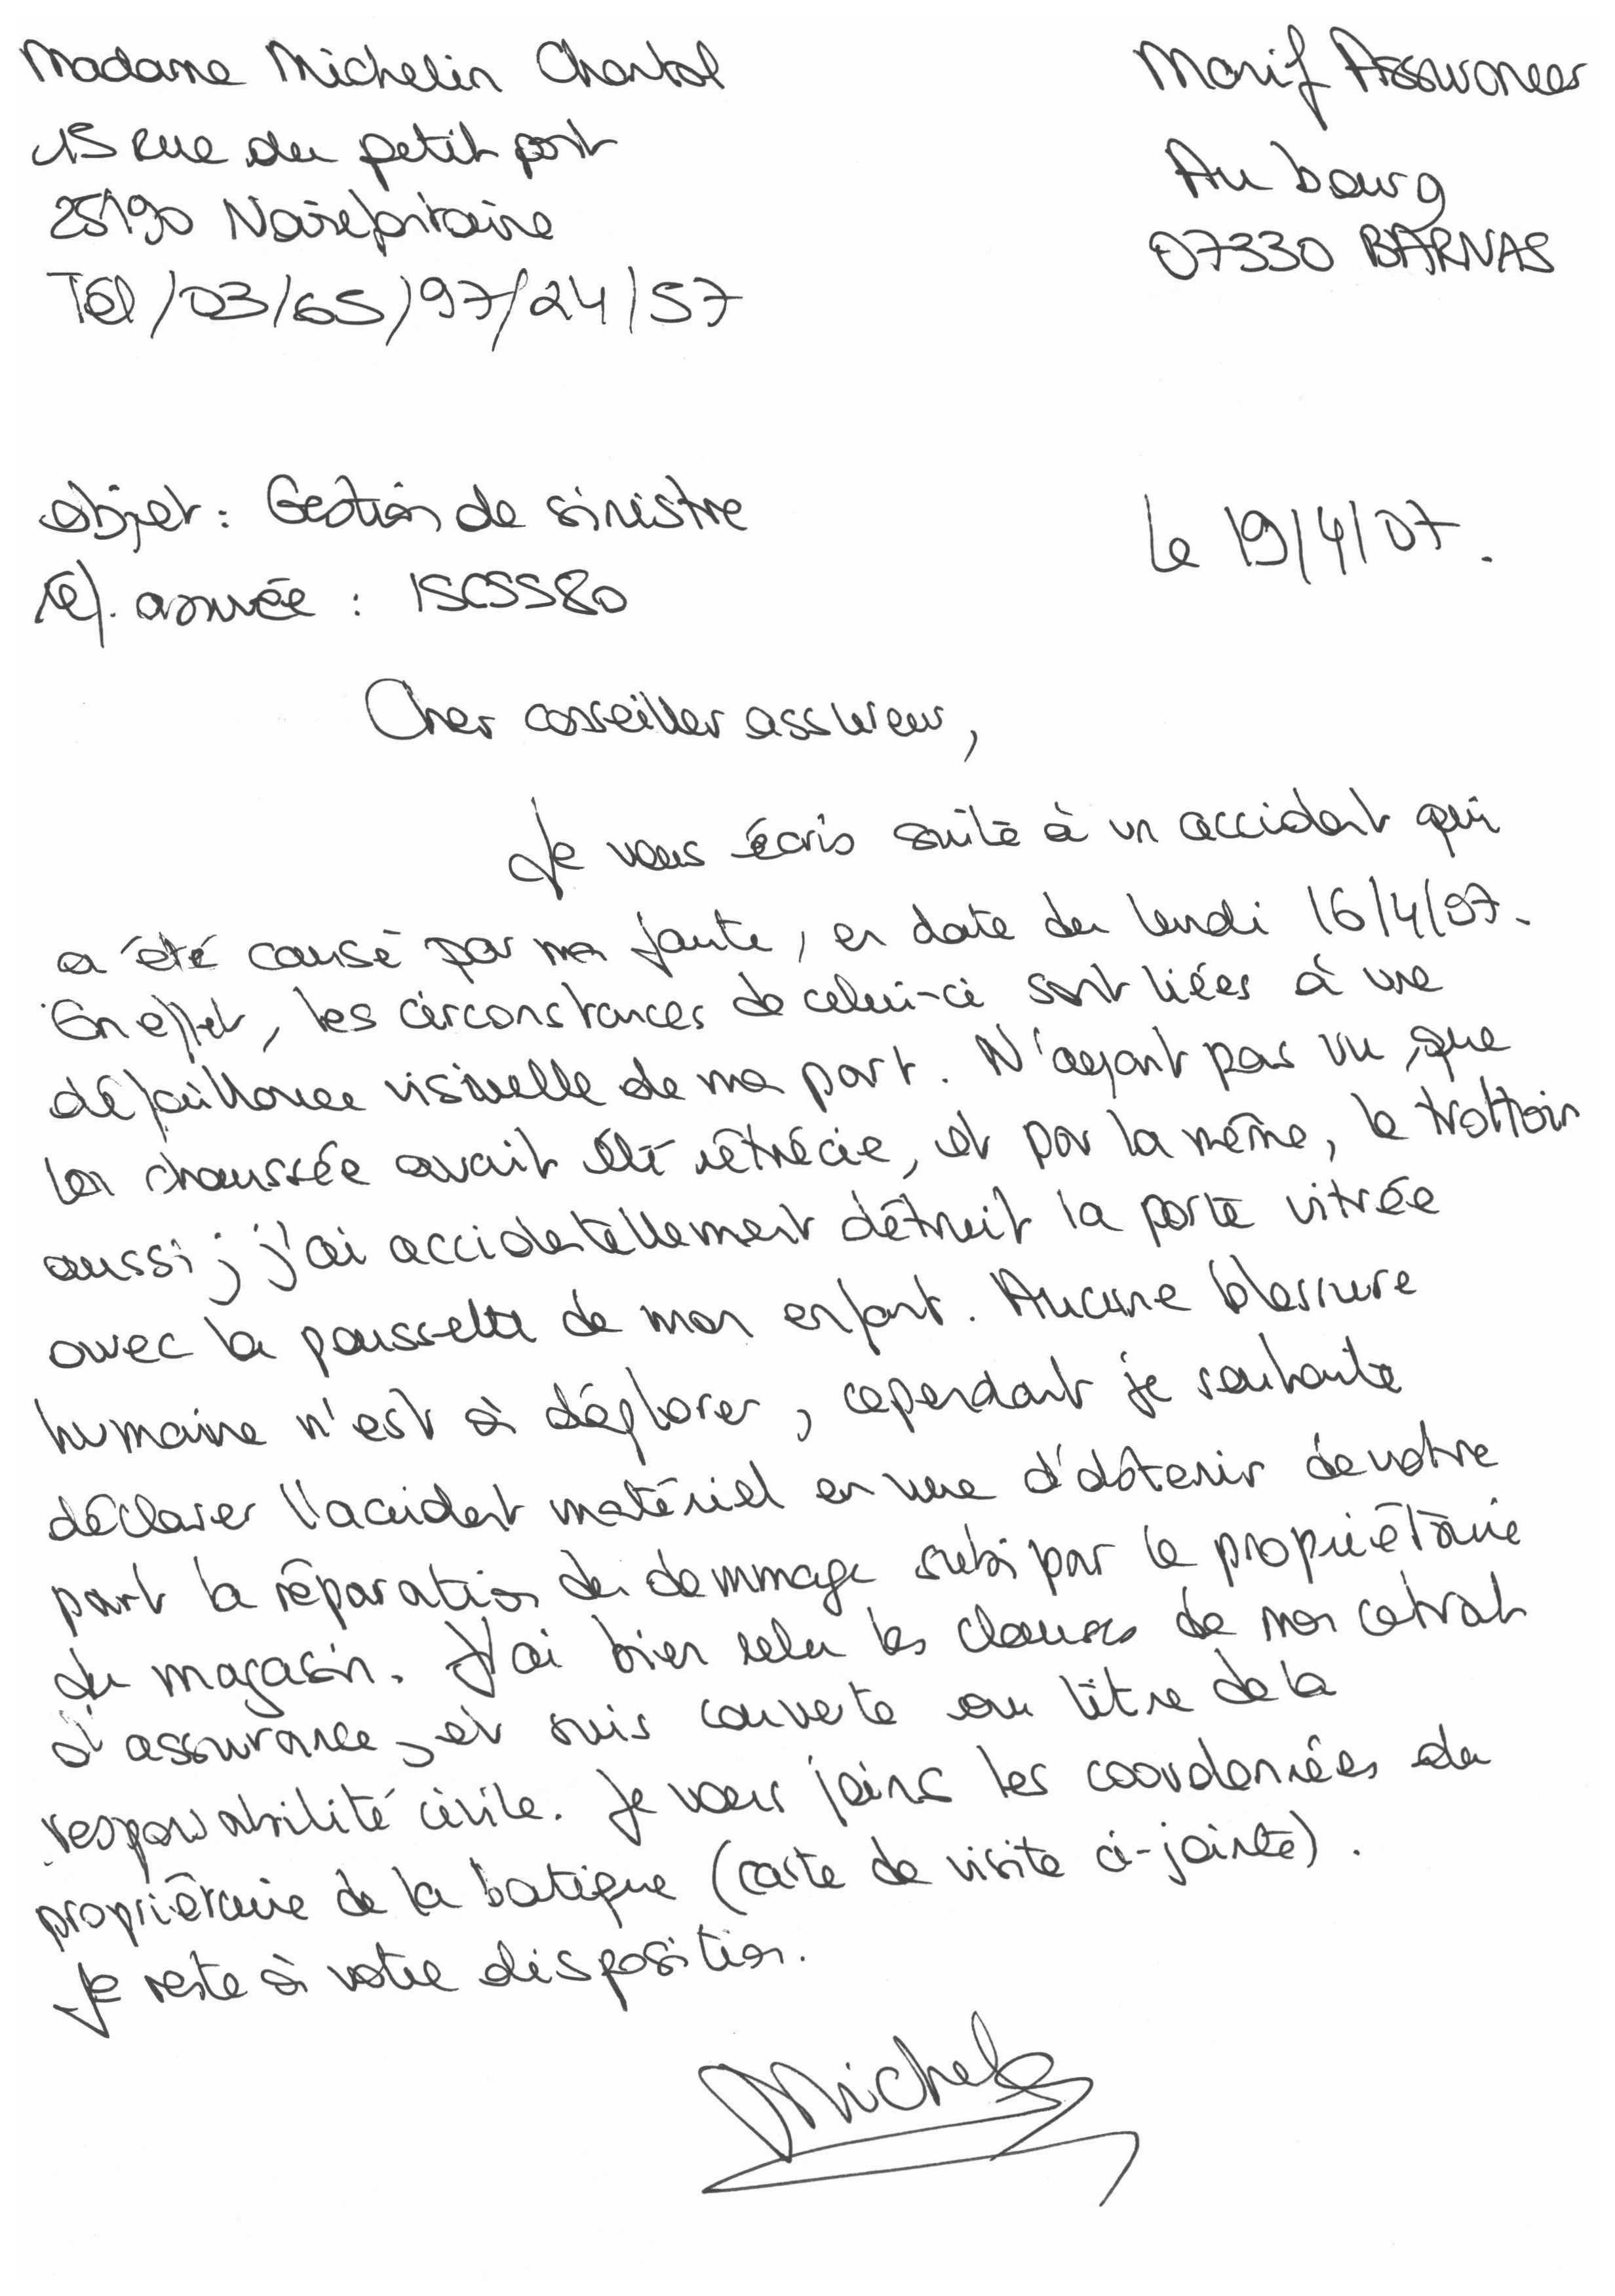 Madame Michelin Chantal
15 rue du petit pont
25190 Noirefontaine
Tél/03/65/97/24/57
Manif Assurances
Au bourg
07330 BARNAS
objet : Gestion de sinistre
réf. assurée : ISCSS80
Le 19/4/07.
Cher conseiller assureur,
Je vous écris suite à un accident qui
a été causé par ma faute, en date du lundi 16/4/07.
En effet, les circonstances de celui-ci sont liées à une
défaillance visuelle de ma part. N'ayant pas vu que
la chaussée avait été rétrécie, et par la même, le trottoir
aussi ; j'ai accidentellement détruit la porte vitrée
avec la poussette de mon enfant. Aucune blessure
humaine n'est à déplorer, cependant je souhaite
déclarer l'accident matériel en vue d'obtenir de votre
part la réparation du dommage subi par le propriétaire
du magasin. J'ai bien relu les clauses de mon contrat
d'assurance, et suis couverte au titre de la
responsabilité civile. Je vous joins les coordonnées du
propriétaire de la boutique (carte de visite ci-jointe).
Je reste à votre disposition.